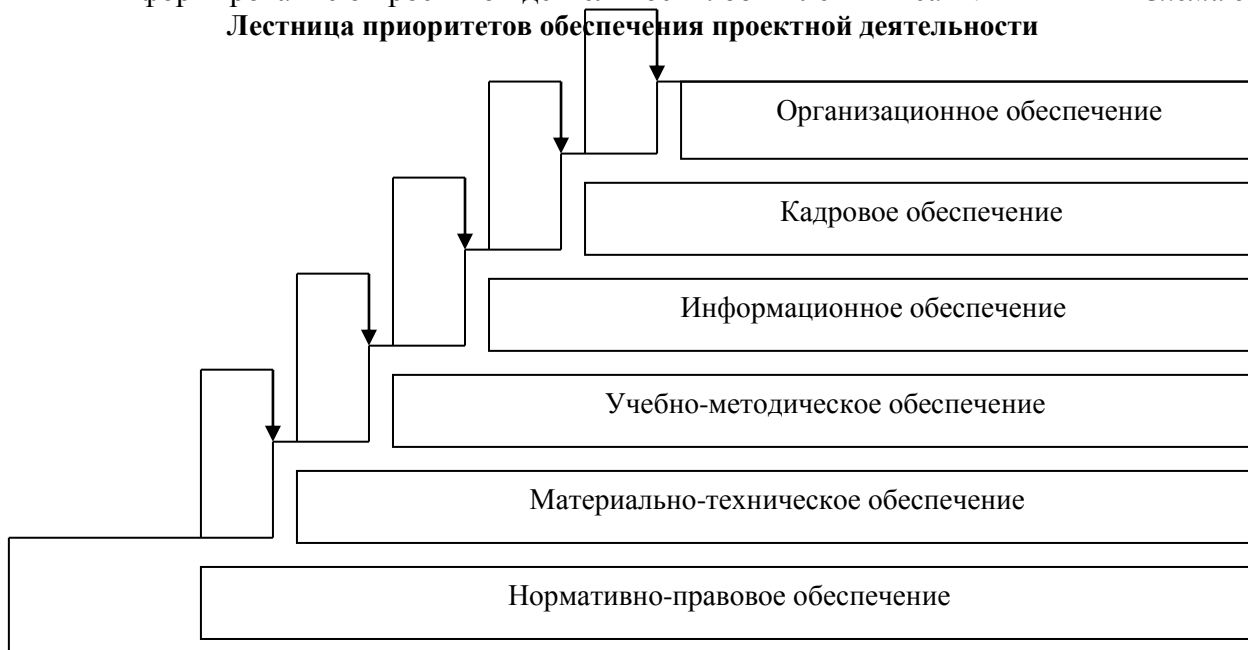 Лестница приоритетов обеспечения проектной деятельности
Организационное обеспечение
Кадровое обеспечение
Информационное обеспечение
Учебно-методическое обеспечение
Материально-техническое обеспечение
Нормативно-правовое обеспечение